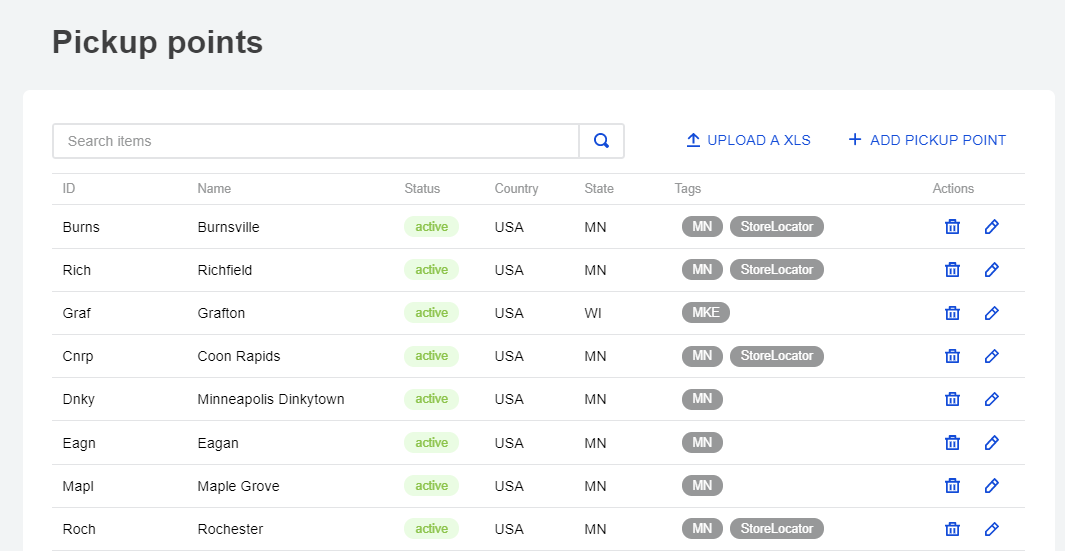 Pickup points
Search items UPLOAD A XLS ADD PICKUP POINT
ID Name Status Country State Tags Actions
Burns Burnsville active USA MN MN StoreLocator
Rich Richfield active USA MN MN StoreLocator
Graf Grafton active USA WI MKE
Cnrp Coon Rapids active USA MN MN StoreLocator
Dnky Minneapolis Dinkytown active USA MN MN
Eagn Eagan active USA MN MN
Mapl Maple Grove active USA MN MN
Roch Rochester active USA MN MN StoreLocator